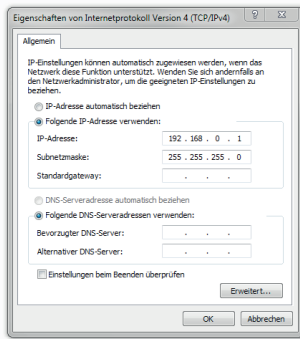 Eigenschaften von Internetprotokoll Version 4 (TCP/IPv4)
Allgemein
IP-Einstellungen können automatisch zugewiesen werden, wenn das
Netzwerk diese Funktion unterstützt. Wenden Sie sich andernfalls an
den Netzwerkadministrator, um die geeigneten IP-Einstellungen zu
beziehen.
IP-Adresse automatisch beziehen
Folgende IP-Adresse verwenden:
IP-Adresse: 192 . 168 . 0 . 1
Subnetzmaske: 255 . 255 . 255 . 0
Standardgateway: . . .
DNS-Serveradresse automatisch beziehen
Folgende DNS-Serveradressen verwenden:
Bevorzugter DNS-Server: . . .
Alternativer DNS-Server: . . .
Einstellungen beim Beenden überprüfen
Erweitert...
OK Abbrechen